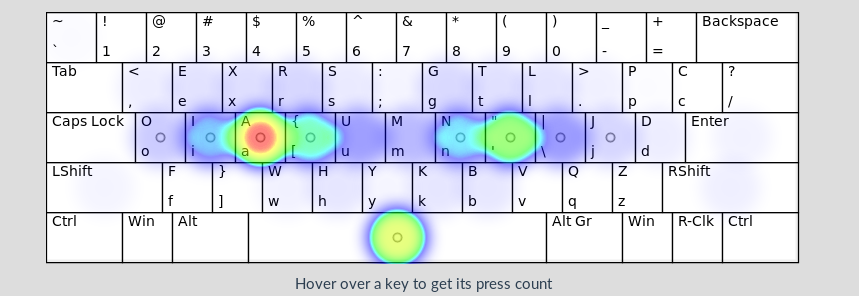 ~ ! @ # $ % ^ & * ( ) _ + Backspace
` 1 2 3 4 5 6 7 8 9 0 - =
Tab < E X R S : G T L > P C ?
, e x r s ; g t l . p c /
Caps Lock O I A { U M N " | J D Enter
o i a [ u m n ' \ j d
LShift F } W H Y K B V Q Z RShift
f ] w h y k b v q z
Ctrl Win Alt Alt Gr Win R-Clk Ctrl
Hover over a key to get its press count